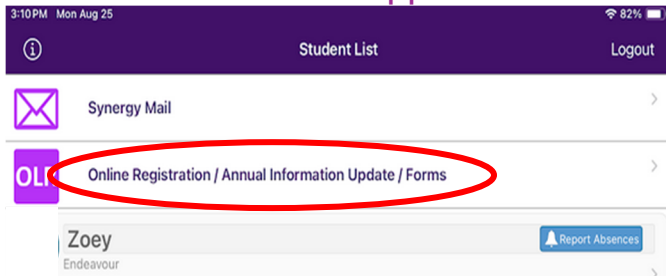 3:10 PM Mon Aug 25 82%
Student List Logout
Synergy Mail
Online Registration / Annual Information Update / Forms
Zoey Report Absences
Endeavour